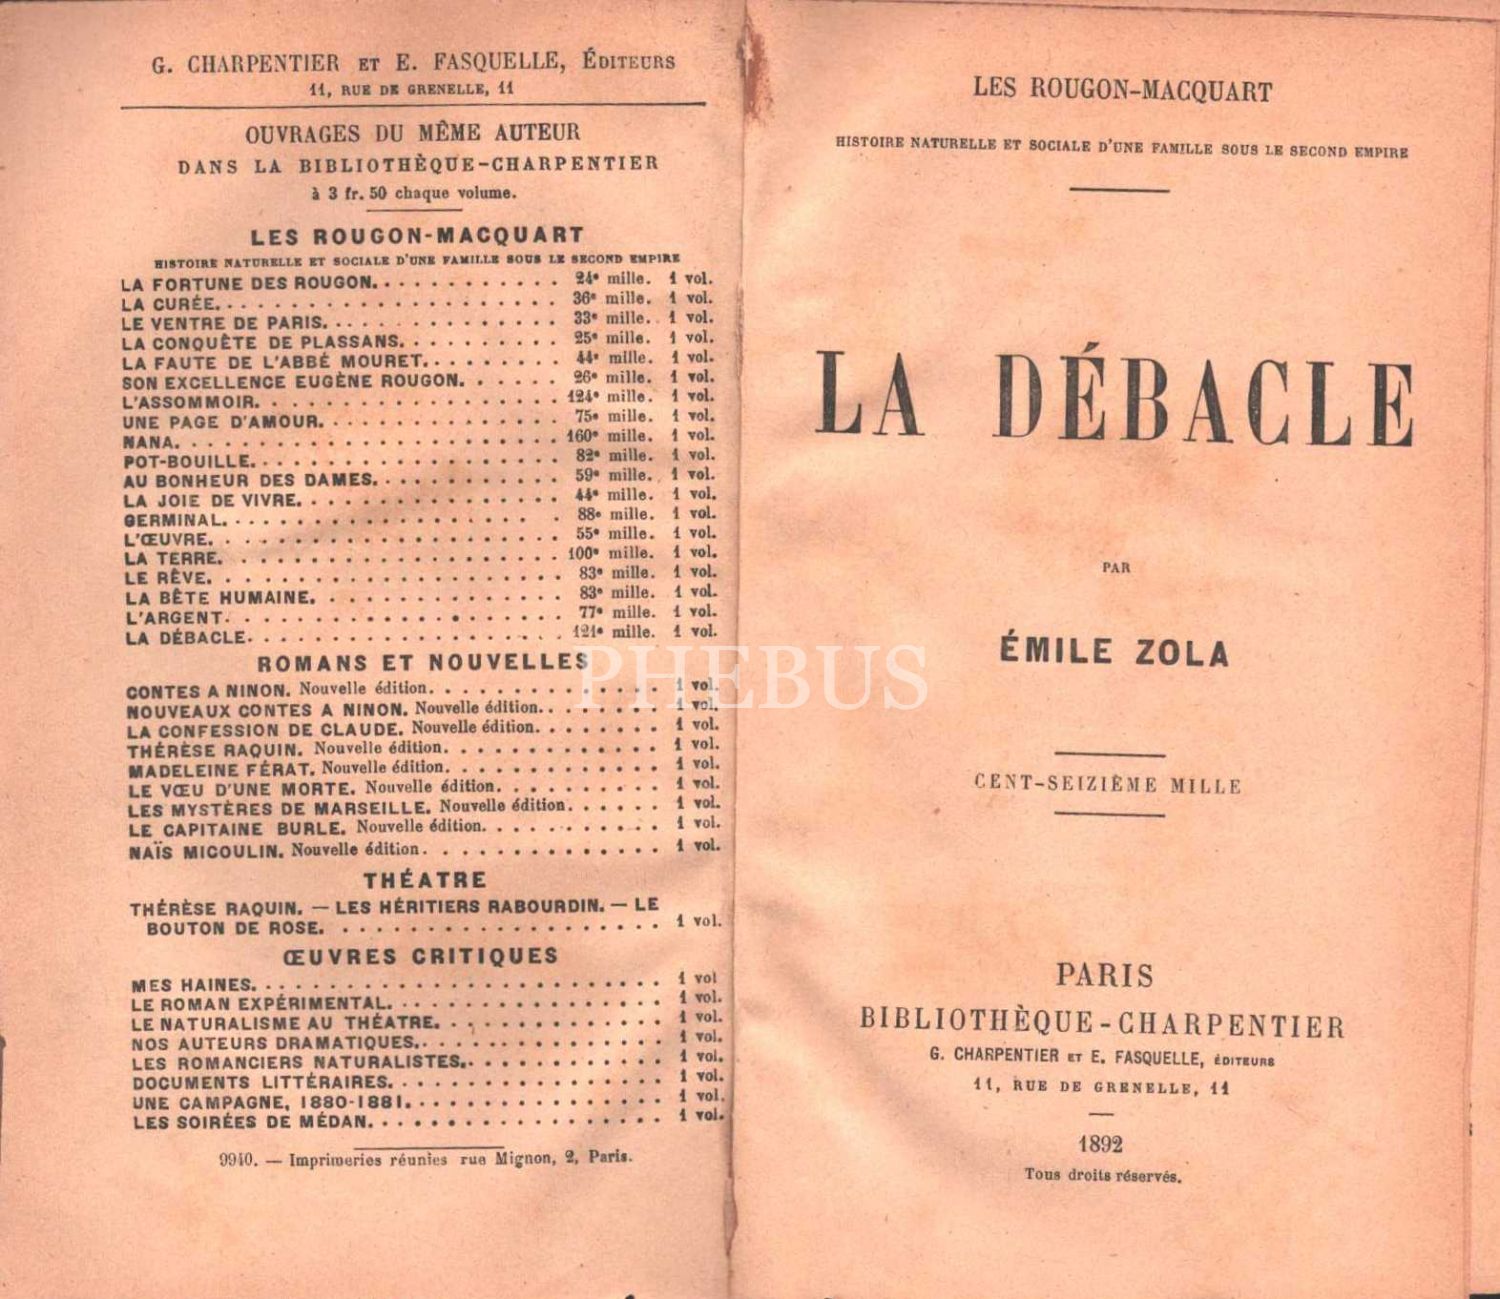 G. CHARPENTIER ET E. FASQUELLE, ÉDITEURS
11, RUE DE GRENELLE, 11
OUVRAGES DU MÊME AUTEUR
DANS LA BIBLIOTHÈQUE-CHARPENTIER
à 3 fr. 50 chaque volume.
LES ROUGON-MACQUART
HISTOIRE NATURELLE ET SOCIALE D'UNE FAMILLE SOUS LE SECOND EMPIRE
LA FORTUNE DES ROUGON. 24e mille. 1 vol.
LA CURÉE. 36e mille. 1 vol.
LE VENTRE DE PARIS. 33e mille. 1 vol.
LA CONQUÊTE DE PLASSANS. 25e mille. 1 vol.
LA FAUTE DE L'ABBÉ MOURET. 44e mille. 1 vol.
SON EXCELLENCE EUGÈNE ROUGON. 26e mille. 1 vol.
L'ASSOMMOIR. 124e mille. 1 vol.
UNE PAGE D'AMOUR. 75e mille. 1 vol.
NANA. 160e mille. 1 vol.
POT-BOUILLE. 82e mille. 1 vol.
AU BONHEUR DES DAMES. 59e mille. 1 vol.
LA JOIE DE VIVRE. 44e mille. 1 vol.
GERMINAL. 88e mille. 1 vol.
L'ŒUVRE. 55e mille. 1 vol.
LA TERRE. 100e mille. 1 vol.
LE RÊVE. 83e mille. 1 vol.
LA BÊTE HUMAINE. 83e mille. 1 vol.
L'ARGENT. 77e mille. 1 vol.
LA DÉBACLE. 121e mille. 1 vol.
ROMANS ET NOUVELLES
CONTES A NINON. Nouvelle édition. 1 vol.
NOUVEAUX CONTES A NINON. Nouvelle édition. 1 vol.
LA CONFESSION DE CLAUDE. Nouvelle édition. 1 vol.
THÉRÈSE RAQUIN. Nouvelle édition. 1 vol.
MADELEINE FÉRAT. Nouvelle édition. 1 vol.
LE VŒU D'UNE MORTE. Nouvelle édition. 1 vol.
LES MYSTÈRES DE MARSEILLE. Nouvelle édition. 1 vol.
LE CAPITAINE BURLE. Nouvelle édition. 1 vol.
NAÏS MICOULIN. Nouvelle édition. 1 vol.
THÉATRE
THÉRÈSE RAQUIN. — LES HÉRITIERS RABOURDIN. — LE
BOUTON DE ROSE. 1 vol.
ŒUVRES CRITIQUES
MES HAINES. 1 vol
LE ROMAN EXPÉRIMENTAL. 1 vol.
LE NATURALISME AU THÉATRE. 1 vol.
NOS AUTEURS DRAMATIQUES. 1 vol.
LES ROMANCIERS NATURALISTES. 1 vol.
DOCUMENTS LITTÉRAIRES. 1 vol.
UNE CAMPAGNE, 1880-1881. 1 vol.
LES SOIRÉES DE MÉDAN. 1 vol.
9940. — Imprimeries réunies rue Mignon, 2, Paris.
LES ROUGON-MACQUART
HISTOIRE NATURELLE ET SOCIALE D'UNE FAMILLE SOUS LE SECOND EMPIRE
LA DÉBACLE
PAR
ÉMILE ZOLA
CENT-SEIZIÈME MILLE
PARIS
BIBLIOTHÈQUE-CHARPENTIER
G. CHARPENTIER ET E. FASQUELLE, ÉDITEURS
11, RUE DE GRENELLE, 11
1892
Tous droits réservés.
PHEBUS